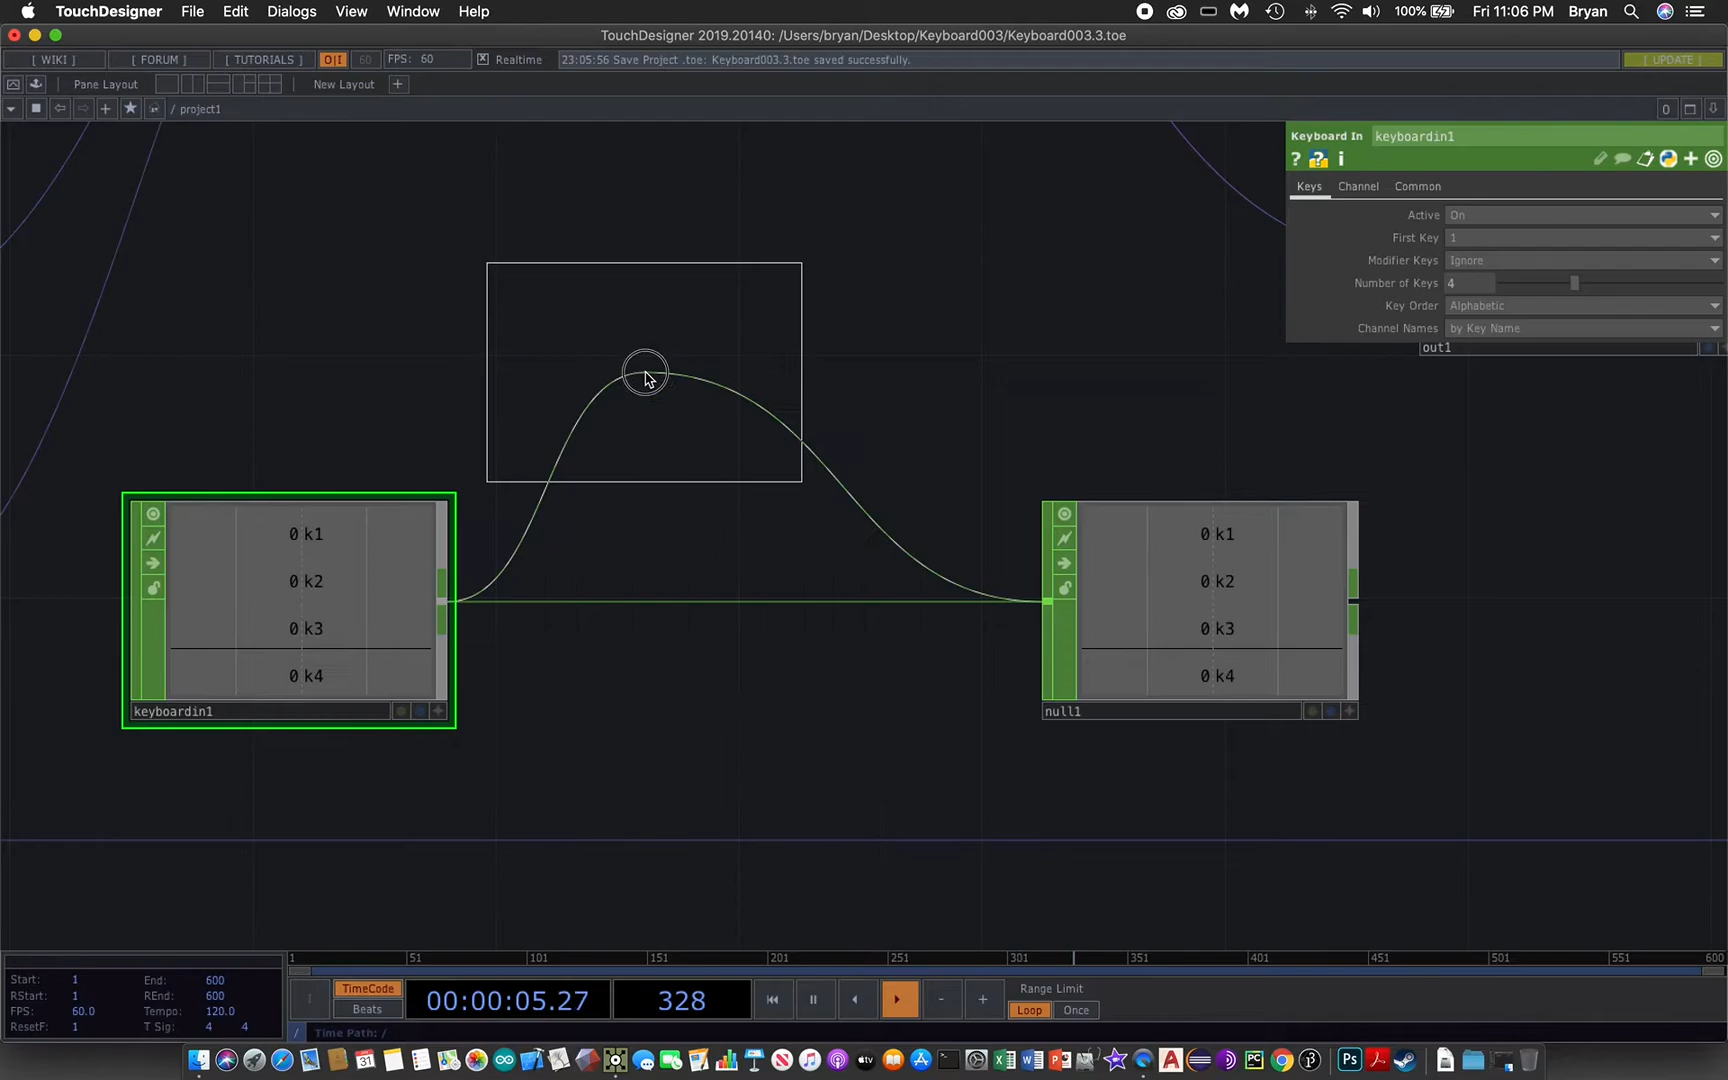 TouchDesigner File Edit Dialogs View Window Help 100% Fri 11:06 PM Bryan
TouchDesigner 2019.20140: /Users/bryan/Desktop/Keyboard003/Keyboard003.3.toe
[ WIKI ] [ FORUM ] [ TUTORIALS ] O|I 60 FPS: 60 Realtime 23:05:56 Save Project .toe: Keyboard003.3.toe saved successfully. [ UPDATE ]
Pane Layout New Layout +
/ project1 0
Keyboard In keyboardin1
? ? i
Keys Channel Common
Active On
First Key 1
Modifier Keys Ignore
Number of Keys 4
Key Order Alphabetic
Channel Names by Key Name
out1
0 k1
0 k2
0 k3
0 k4
keyboardin1
0 k1
0 k2
0 k3
0 k4
null1
1 51 101 151 201 251 301 351 401 451 501 551 600
Start: 1 End: 600
RStart: 1 REnd: 600
FPS: 60.0 Tempo: 120.0
ResetF: 1 T Sig: 4 4
TimeCode
Beats
00:00:05.27 328
- +
Range Limit
Loop Once
/ Time Path: /